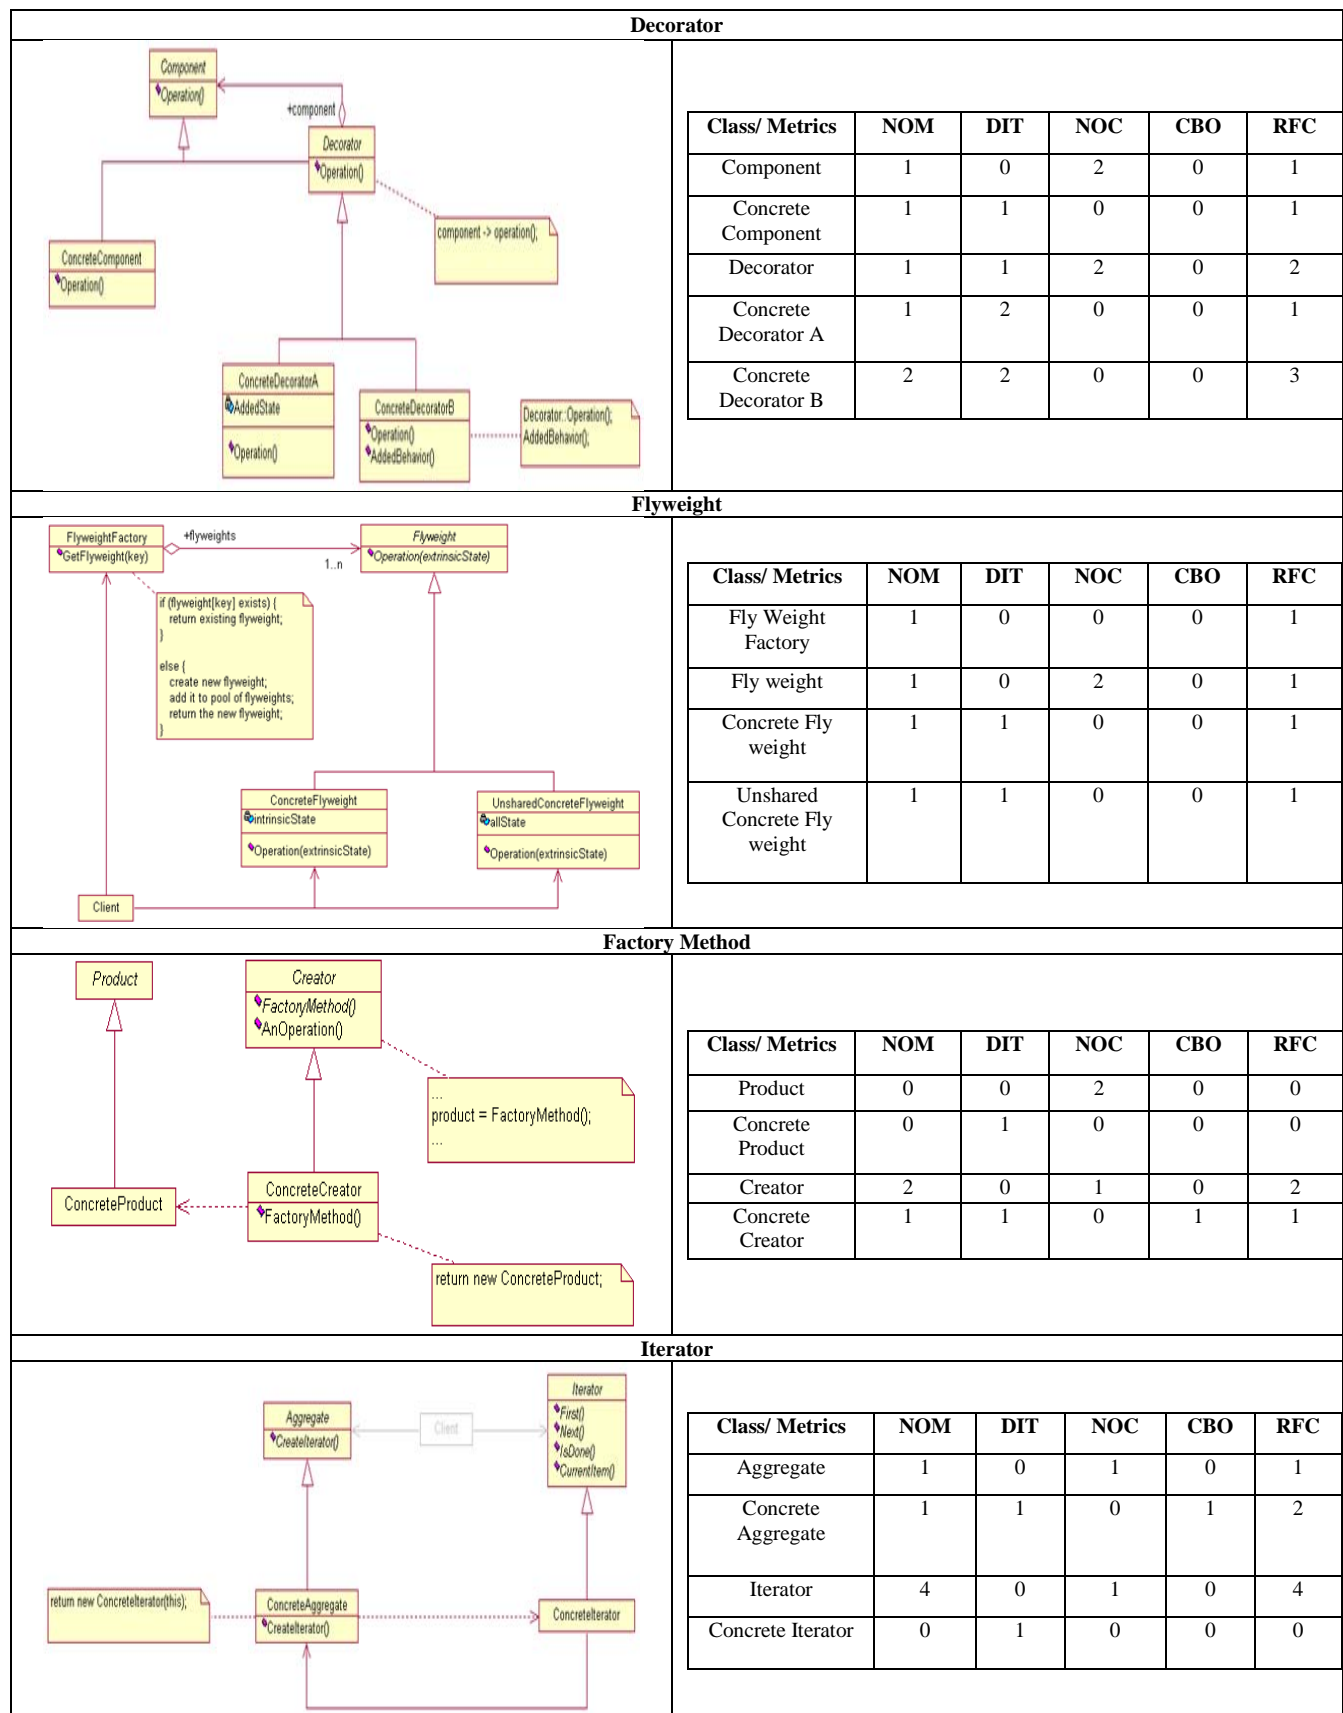 Decorator
Component
Operation()
+component
Decorator
Operation()
component -> operation();
ConcreteComponent
Operation()
ConcreteDecoratorA
AddedState
Operation()
ConcreteDecoratorB
Operation()
AddedBehavior()
Decorator::Operation();
AddedBehavior();
Class/ Metrics NOM DIT NOC CBO RFC
Component 1 0 2 0 1
Concrete 1 1 0 0 1
Component
Decorator 1 1 2 0 2
Concrete 1 2 0 0 1
Decorator A
Concrete 2 2 0 0 3
Decorator B
Flyweight
FlyweightFactory
GetFlyweight(key)
+flyweights
1..n
Flyweight
Operation(extrinsicState)
if (flyweight[key] exists) {
return existing flyweight;
}
else {
create new flyweight;
add it to pool of flyweights;
return the new flyweight;
}
ConcreteFlyweight
intrinsicState
Operation(extrinsicState)
UnsharedConcreteFlyweight
allState
Operation(extrinsicState)
Client
Class/ Metrics NOM DIT NOC CBO RFC
Fly Weight 1 0 0 0 1
Factory
Fly weight 1 0 2 0 1
Concrete Fly 1 1 0 0 1
weight
Unshared 1 1 0 0 1
Concrete Fly
weight
Factory Method
Product
Creator
FactoryMethod()
AnOperation()
...
product = FactoryMethod();
...
ConcreteProduct
ConcreteCreator
FactoryMethod()
return new ConcreteProduct;
Class/ Metrics NOM DIT NOC CBO RFC
Product 0 0 2 0 0
Concrete 0 1 0 0 0
Product
Creator 2 0 1 0 2
Concrete 1 1 0 1 1
Creator
Iterator
Aggregate
CreateIterator()
Client
Iterator
First()
Next()
IsDone()
CurrentItem()
return new ConcreteIterator(this);
ConcreteAggregate
CreateIterator()
ConcreteIterator
Class/ Metrics NOM DIT NOC CBO RFC
Aggregate 1 0 1 0 1
Concrete 1 1 0 1 2
Aggregate
Iterator 4 0 1 0 4
Concrete Iterator 0 1 0 0 0